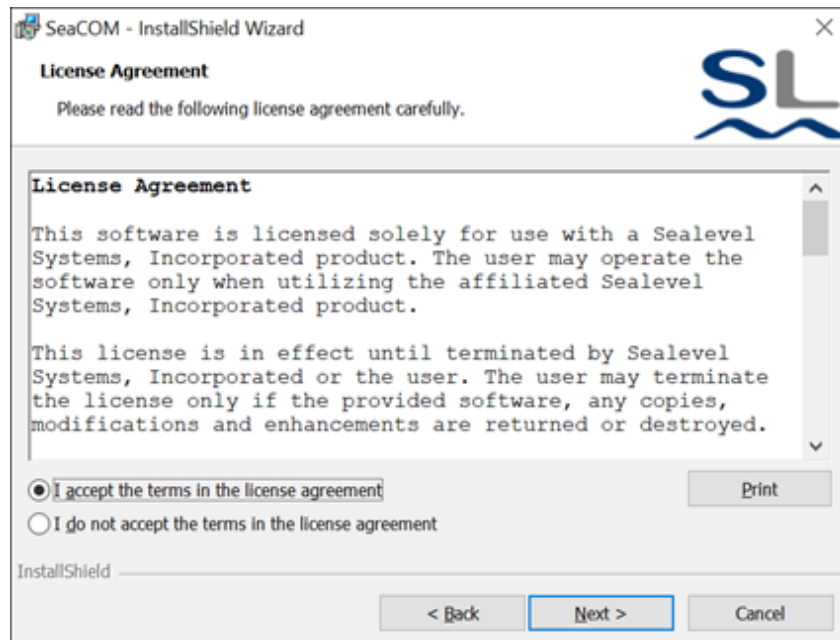 SeaCOM - InstallShield Wizard
License Agreement
Please read the following license agreement carefully.
SL
License Agreement
This software is licensed solely for use with a Sealevel
Systems, Incorporated product. The user may operate the
software only when utilizing the affiliated Sealevel
Systems, Incorporated product.
This license is in effect until terminated by Sealevel
Systems, Incorporated or the user. The user may terminate
the license only if the provided software, any copies,
modifications and enhancements are returned or destroyed.
I accept the terms in the license agreement
Print
I do not accept the terms in the license agreement
InstallShield
< Back
Next >
Cancel